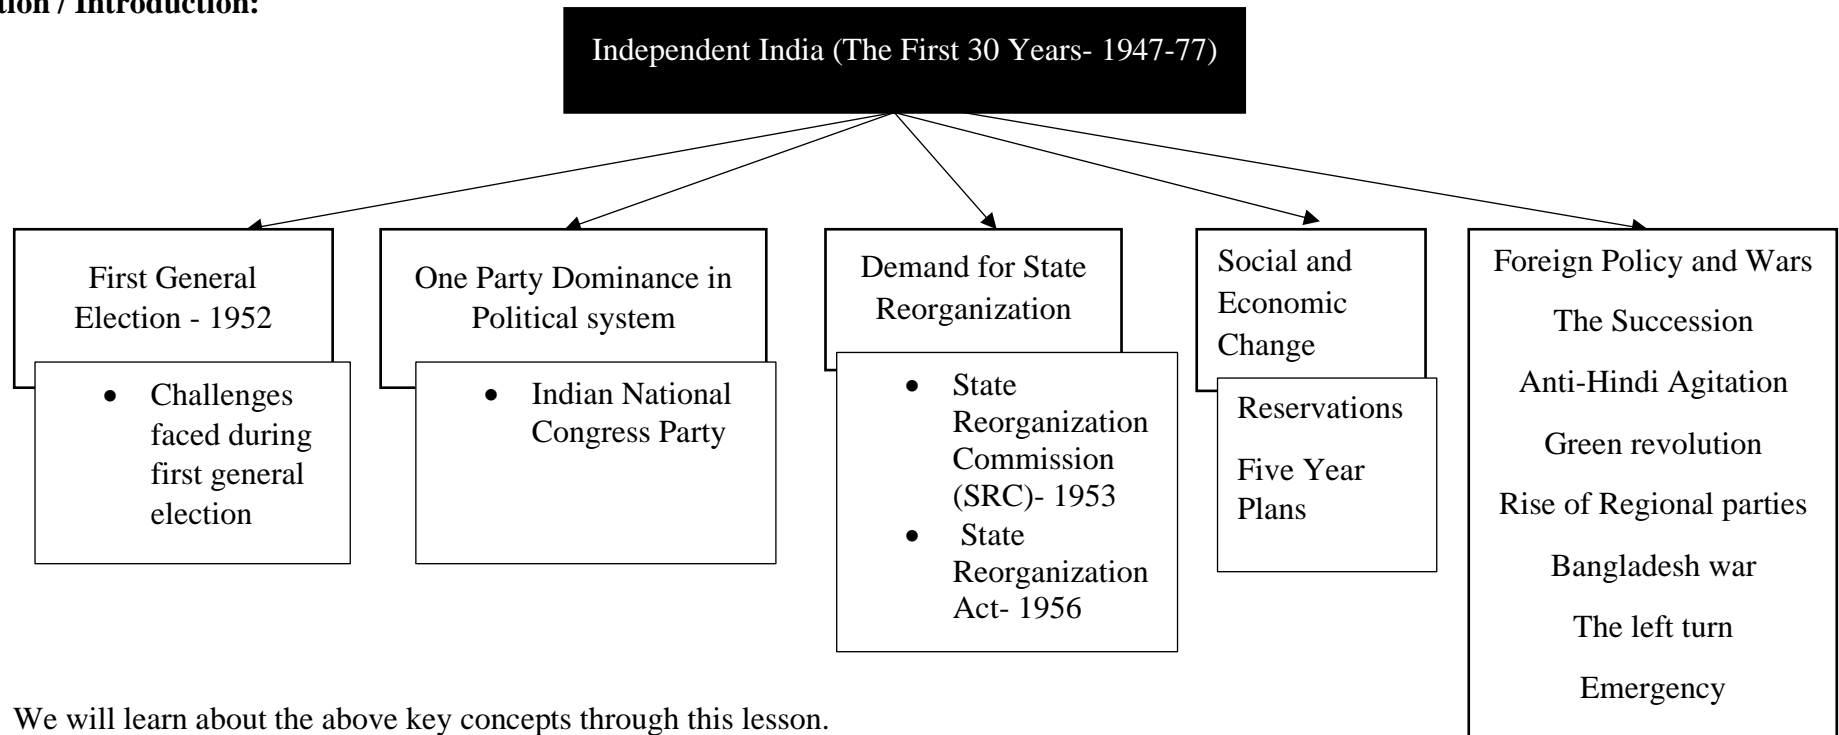 tion / Introduction:
Independent India (The First 30 Years- 1947-77)
First General
Election - 1952
• Challenges
faced during
first general
election
One Party Dominance in
Political system
• Indian National
Congress Party
Demand for State
Reorganization
• State
Reorganization
Commission
(SRC)- 1953
• State
Reorganization
Act- 1956
Social and
Economic
Change
Reservations
Five Year
Plans
Foreign Policy and Wars
The Succession
Anti-Hindi Agitation
Green revolution
Rise of Regional parties
Bangladesh war
The left turn
Emergency
We will learn about the above key concepts through this lesson.